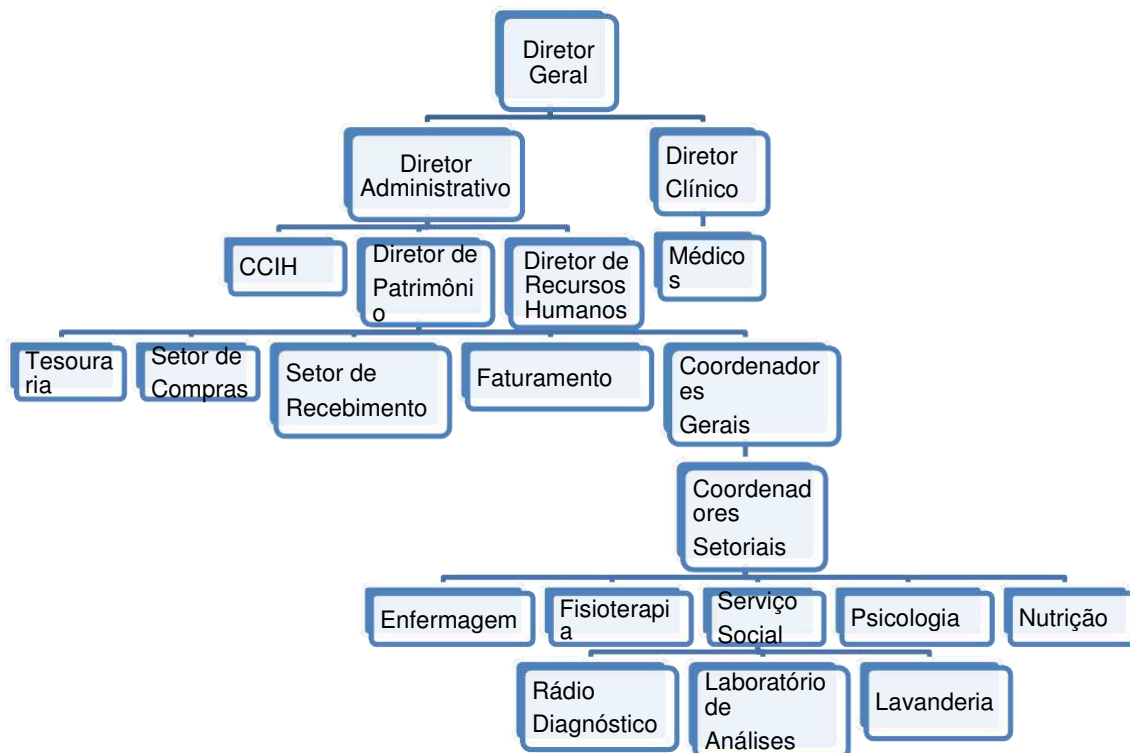 Diretor
Geral
Diretor
Administrativo
Diretor
Clínico
CCIH
Diretor de
Patrimôni
o
Diretor de
Recursos
Humanos
Médico
s
Tesoura
ria
Setor de
Compras
Setor de
Recebimento
Faturamento
Coordenador
es
Gerais
Coordenad
ores
Setoriais
Enfermagem
Fisioterapi
a
Serviço
Social
Psicologia
Nutrição
Rádio
Diagnóstico
Laboratório
de
Análises
Lavanderia